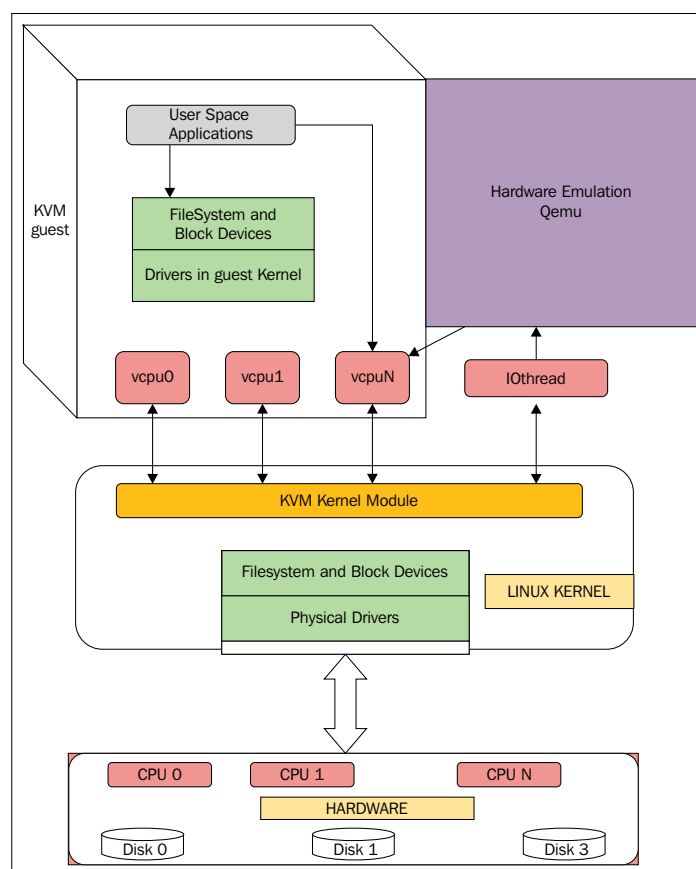 User Space
Applications
Hardware Emulation
Qemu
KVM
guest
FileSystem and
Block Devices
Drivers in guest Kernel
vcpu0
vcpu1
vcpuN
IOthread
KVM Kernel Module
Filesystem and Block Devices
LINUX KERNEL
Physical Drivers
CPU 0
CPU 1
CPU N
HARDWARE
Disk 0
Disk 1
Disk 3